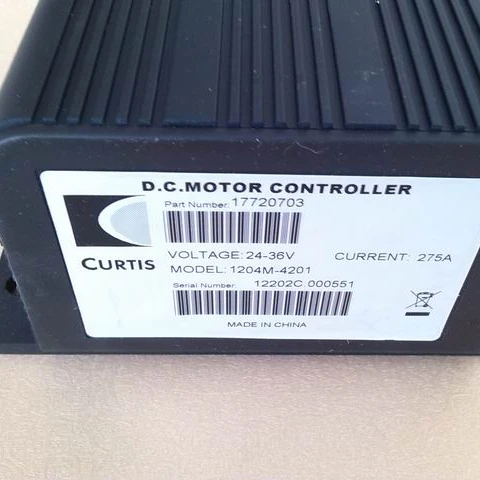 D.C.MOTOR CONTROLLER
Part Number: 17720703
VOLTAGE: 24-36V CURRENT: 275A
CURTIS
MODEL: 1204M-4201
Serial Number: 12202C.000551
MADE IN CHINA